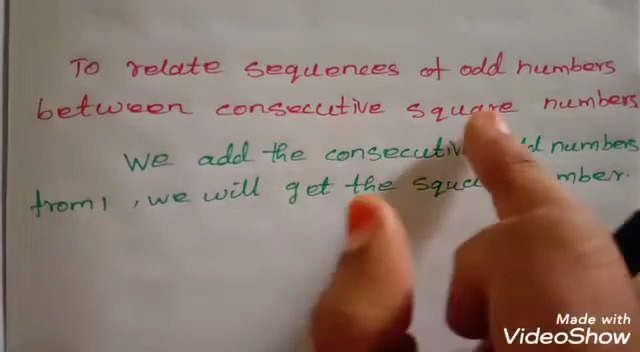 To relate sequences of odd numbers
between consecutive square numbers
We add the numbers
from 1, we will get the
Made with
VideoShow